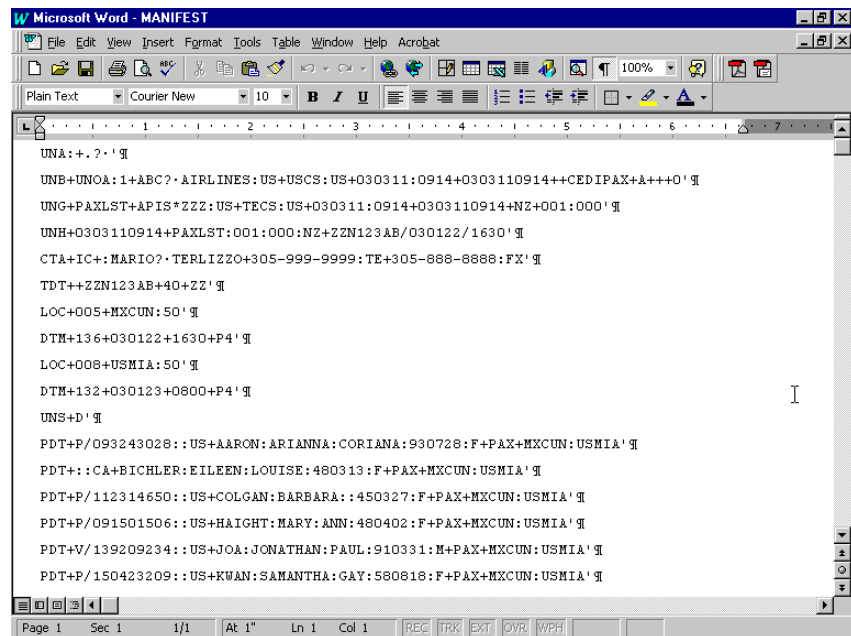 Microsoft Word - MANIFEST
File Edit View Insert Format Tools Table Window Help Acrobat
100%
Plain Text Courier New 10 B I U A
1 2 3 4 5 6 7
UNA:+.?·'¶
UNB+UNOA:1+ABC?·AIRLINES:US+USCS:US+030311:0914+0303110914++CEDIPAX+A+++0'¶
UNG+PAXLST+APIS*ZZZ:US+TECS:US+030311:0914+0303110914+NZ+001:000'¶
UNH+0303110914+PAXLST:001:000:NZ+ZZN123AB/030122/1630'¶
CTA+IC+:MARIO?·TERLIZZO+305-999-9999:TE+305-888-8888:FX'¶
TDT++ZZN123AB+40+ZZ'¶
LOC+005+MXCUN:50'¶
DTM+136+030122+1630+P4'¶
LOC+008+USMIA:50'¶
DTM+132+030123+0800+P4'¶
UNS+D'¶
PDT+P/093243028::US+AARON:ARIANNA:CORIANA:930728:F+PAX+MXCUN:USMIA'¶
PDT+::CA+BICHLER:EILEEN:LOUISE:480313:F+PAX+MXCUN:USMIA'¶
PDT+P/112314650::US+COLGAN:BARBARA::450327:F+PAX+MXCUN:USMIA'¶
PDT+P/091501506::US+HAIGHT:MARY:ANN:480402:F+PAX+MXCUN:USMIA'¶
PDT+V/139209234::US+JOA:JONATHAN:PAUL:910331:M+PAX+MXCUN:USMIA'¶
PDT+P/150423209::US+KWAN:SAMANTHA:GAY:580818:F+PAX+MXCUN:USMIA'¶
Page 1 Sec 1 1/1 At 1" Ln 1 Col 1 REC TRK EXT OVR WPH